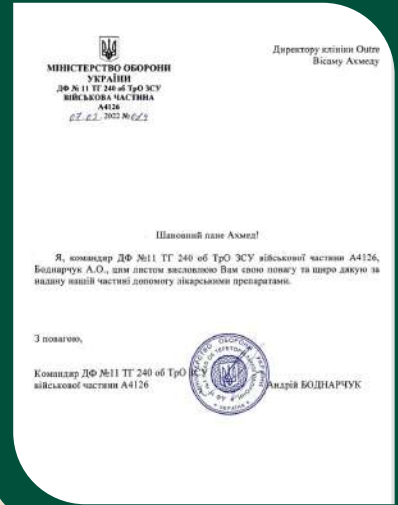 МІНІСТЕРСТВО ОБОРОНИ
УКРАЇНИ
ДФ № 11 ТГ 240 об ТрО ЗСУ
ВІЙСЬКОВА ЧАСТИНА
А4126
2022 №
Директору клініки Outre
Вісаму Ахмеду
Шановний пане Ахмед!
Я, командир ДФ №11 ТГ 240 об ТрО ЗСУ військової частини А4126,
Боднарчук А.О., цим листом висловлюю Вам свою повагу та щиро дякую за
надану нашій частині допомогу лікарськими препаратами.
З повагою,
Командир ДФ №11 ТГ 240 об ТрО ЗСУ
військової частини А4126
Андрій БОДНАРЧУК